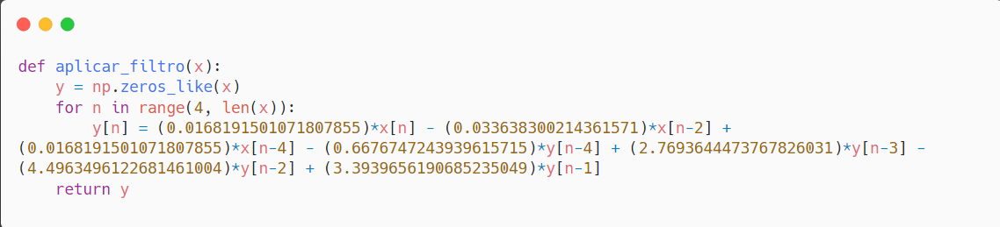 def aplicar_filtro(x):
    y = np.zeros_like(x)
    for n in range(4, len(x)):
        y[n] = (0.0168191501071807855)*x[n] - (0.033638300214361571)*x[n-2] +
(0.0168191501071807855)*x[n-4] - (0.6676747243939615715)*y[n-4] + (2.7693644473767826031)*y[n-3] -
(4.4963496122681461004)*y[n-2] + (3.3939656190685235049)*y[n-1]
    return y